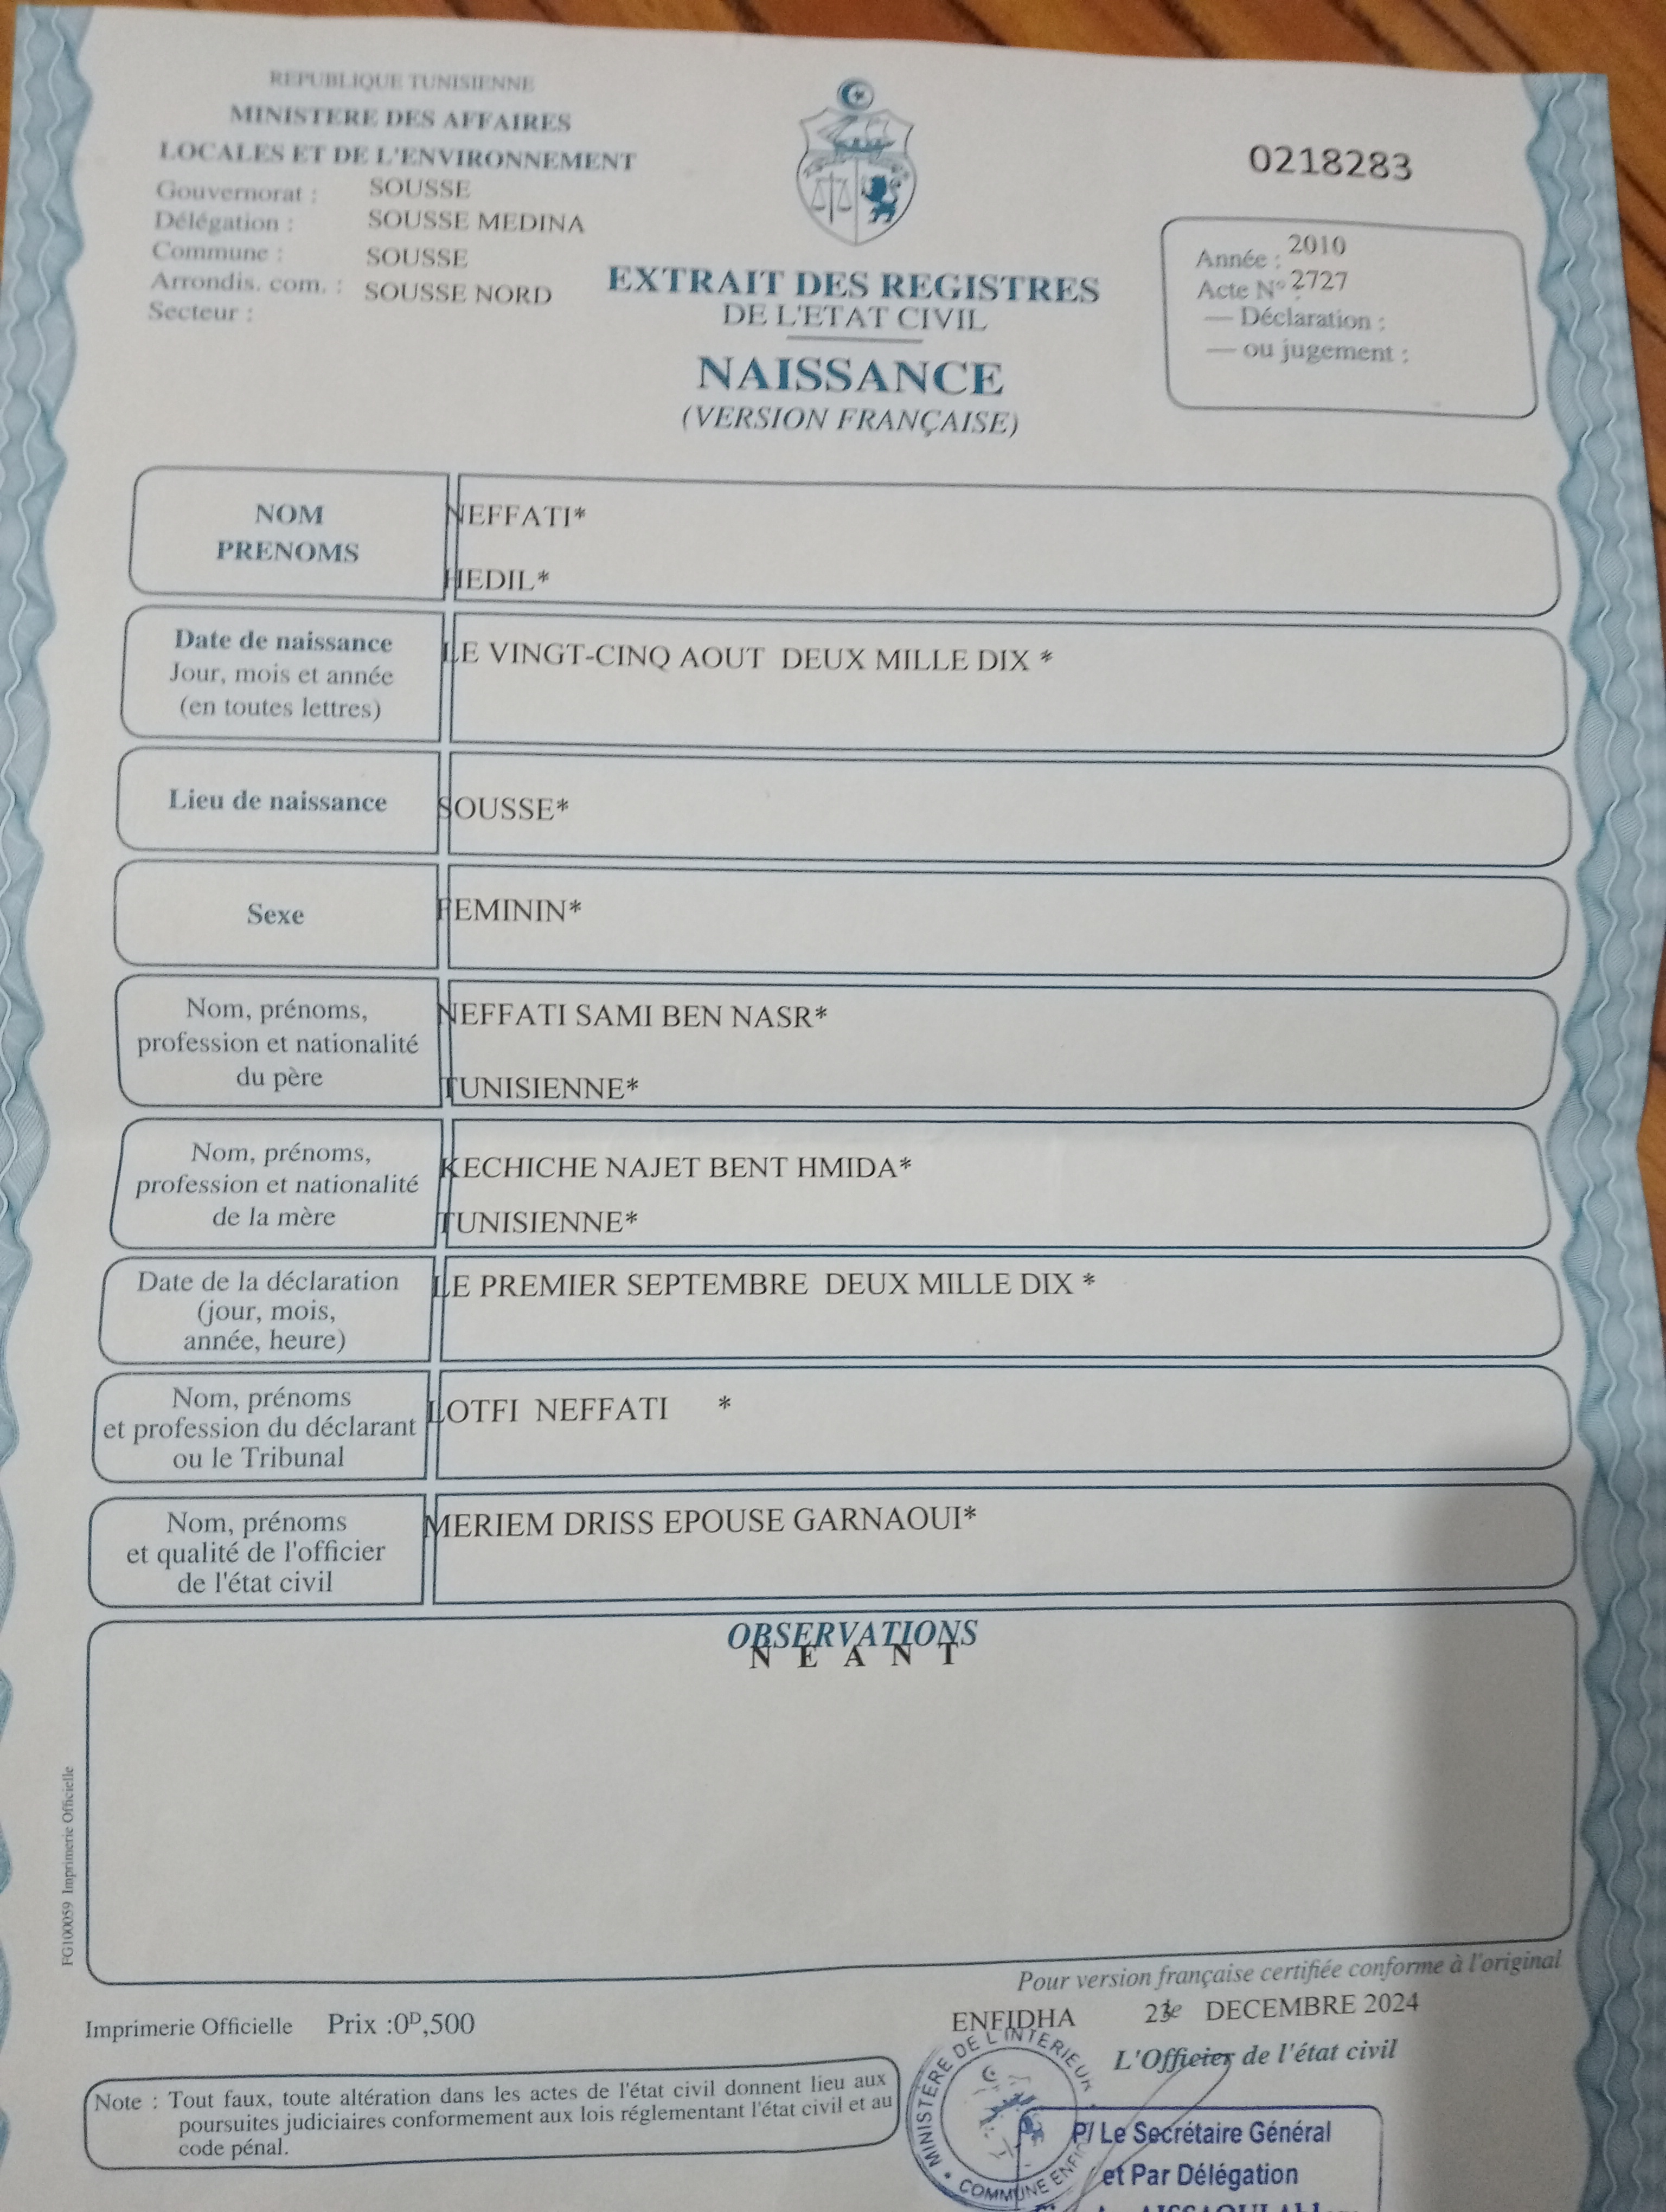 REPUBLIQUE TUNISIENNE
MINISTERE DES AFFAIRES
LOCALES ET DE L'ENVIRONNEMENT
Gouvernorat : SOUSSE
Délégation : SOUSSE MEDINA
Commune : SOUSSE
Arrondis. com. : SOUSSE NORD
Secteur :
EXTRAIT DES REGISTRES
DE L'ETAT CIVIL
NAISSANCE
(VERSION FRANÇAISE)
0218283
Année : 2010
Acte N° : 2727
— Déclaration :
— ou jugement :
NOM
PRENOMS
NEFFATI*
HEDIL*
Date de naissance
Jour, mois et année
(en toutes lettres)
LE VINGT-CINQ AOUT DEUX MILLE DIX *
Lieu de naissance
SOUSSE*
Sexe
FEMININ*
Nom, prénoms,
profession et nationalité
du père
NEFFATI SAMI BEN NASR*
TUNISIENNE*
Nom, prénoms,
profession et nationalité
de la mère
KECHICHE NAJET BENT HMIDA*
TUNISIENNE*
Date de la déclaration
(jour, mois,
année, heure)
LE PREMIER SEPTEMBRE DEUX MILLE DIX *
Nom, prénoms
et profession du déclarant
ou le Tribunal
LOTFI NEFFATI *
Nom, prénoms
et qualité de l'officier
de l'état civil
MERIEM DRISS EPOUSE GARNAOUI*
OBSERVATIONS
N E A N T
FG100059 Imprimerie Officielle
Pour version française certifiée conforme à l'original
ENFIDHA le 23 DECEMBRE 2024
L'Officier de l'état civil
Imprimerie Officielle Prix :0D,500
Note : Tout faux, toute altération dans les actes de l'état civil donnent lieu aux
poursuites judiciaires conformement aux lois réglementant l'état civil et au
code pénal.
MINISTERE DE L'INTERIEUR
COMMUNE
P/ Le Secrétaire Général
et Par Délégation